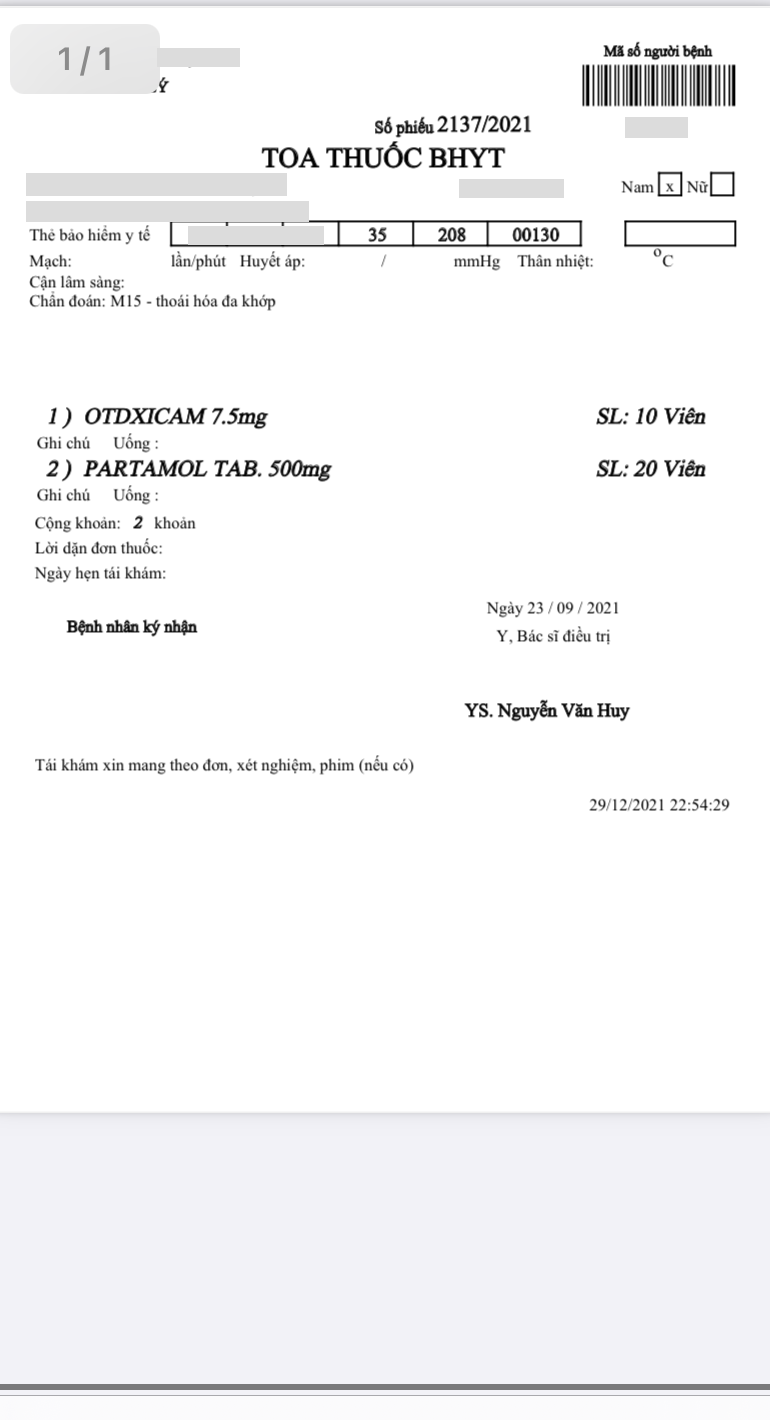 1/1
Mã số người bệnh
Ý
Số phiếu 2137/2021
TOA THUỐC BHYT
Nam x Nữ
Thẻ bảo hiểm y tế 35 208 00130
Mạch: lần/phút Huyết áp: / mmHg Thân nhiệt: °C
Cận lâm sàng:
Chẩn đoán: M15 - thoái hóa đa khớp
1 ) OTDXICAM 7.5mg SL: 10 Viên
Ghi chú Uống :
2 ) PARTAMOL TAB. 500mg SL: 20 Viên
Ghi chú Uống :
Cộng khoản: 2 khoản
Lời dặn đơn thuốc:
Ngày hẹn tái khám:
Ngày 23 / 09 / 2021
Bệnh nhân ký nhận
Y, Bác sĩ điều trị
YS. Nguyễn Văn Huy
Tái khám xin mang theo đơn, xét nghiệm, phim (nếu có)
29/12/2021 22:54:29